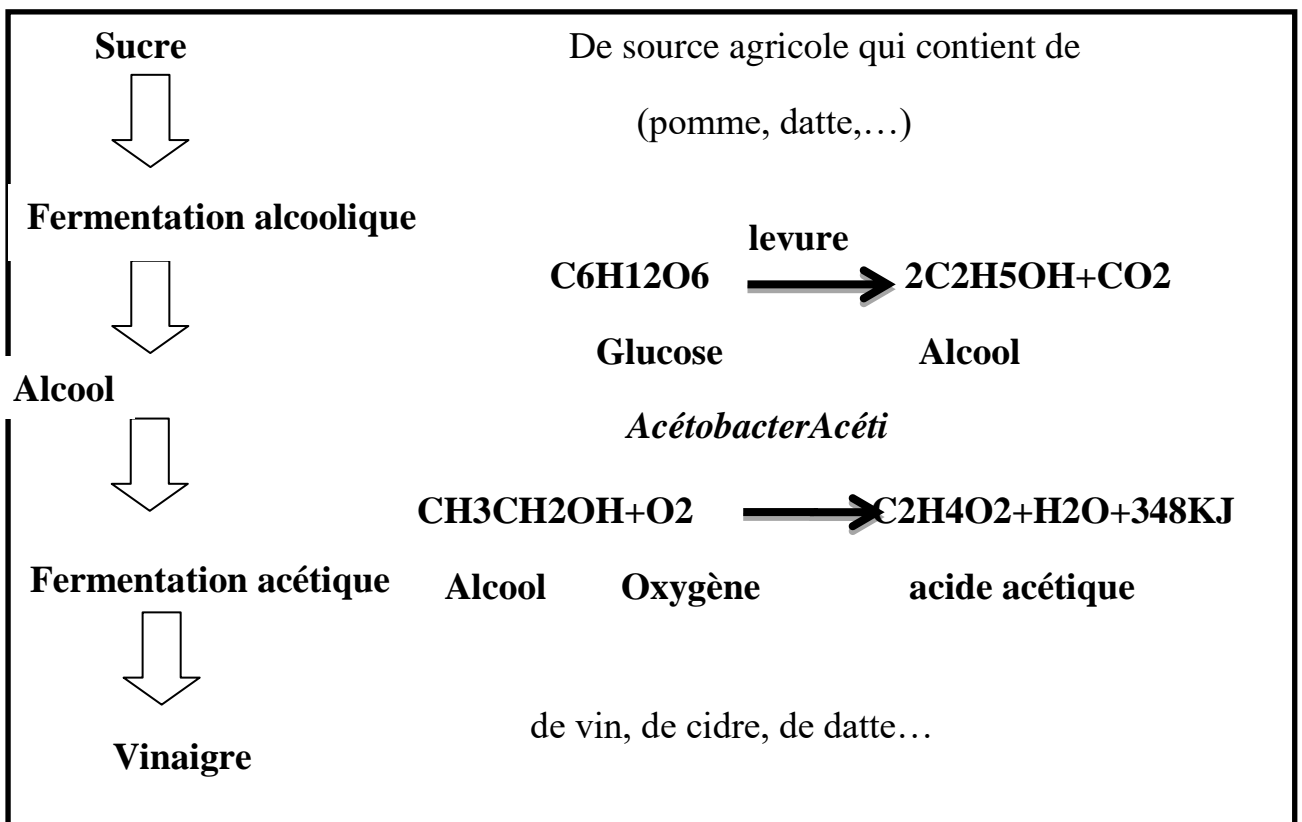 Sucre
De source agricole qui contient de
(pomme, datte,…)
Fermentation alcoolique
levure
C6H12O6 2C2H5OH+CO2
Glucose Alcool
Alcool
AcétobacterAcéti
CH3CH2OH+O2 C2H4O2+H2O+348KJ
Fermentation acétique
Alcool Oxygène acide acétique
de vin, de cidre, de datte…
Vinaigre